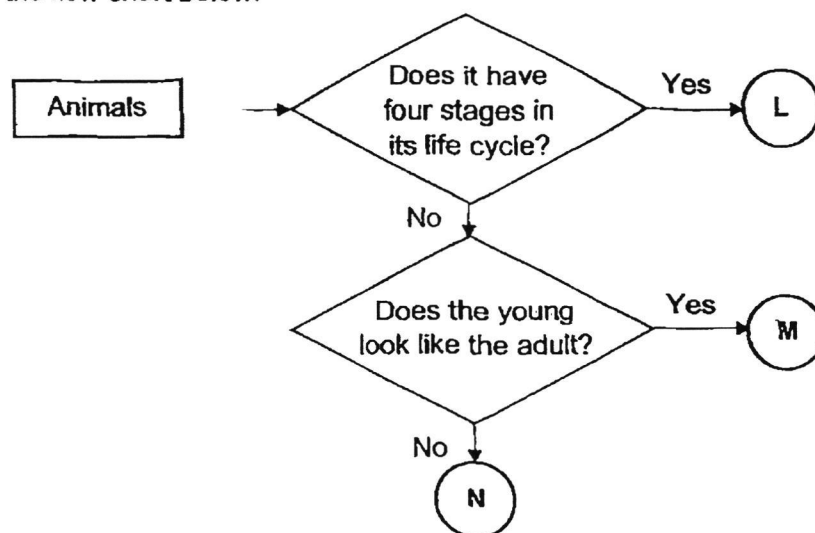 Animals
Does it have
four stages in
its life cycle?
Yes
L
No
Does the young
look like the adult?
Yes
M
No
N